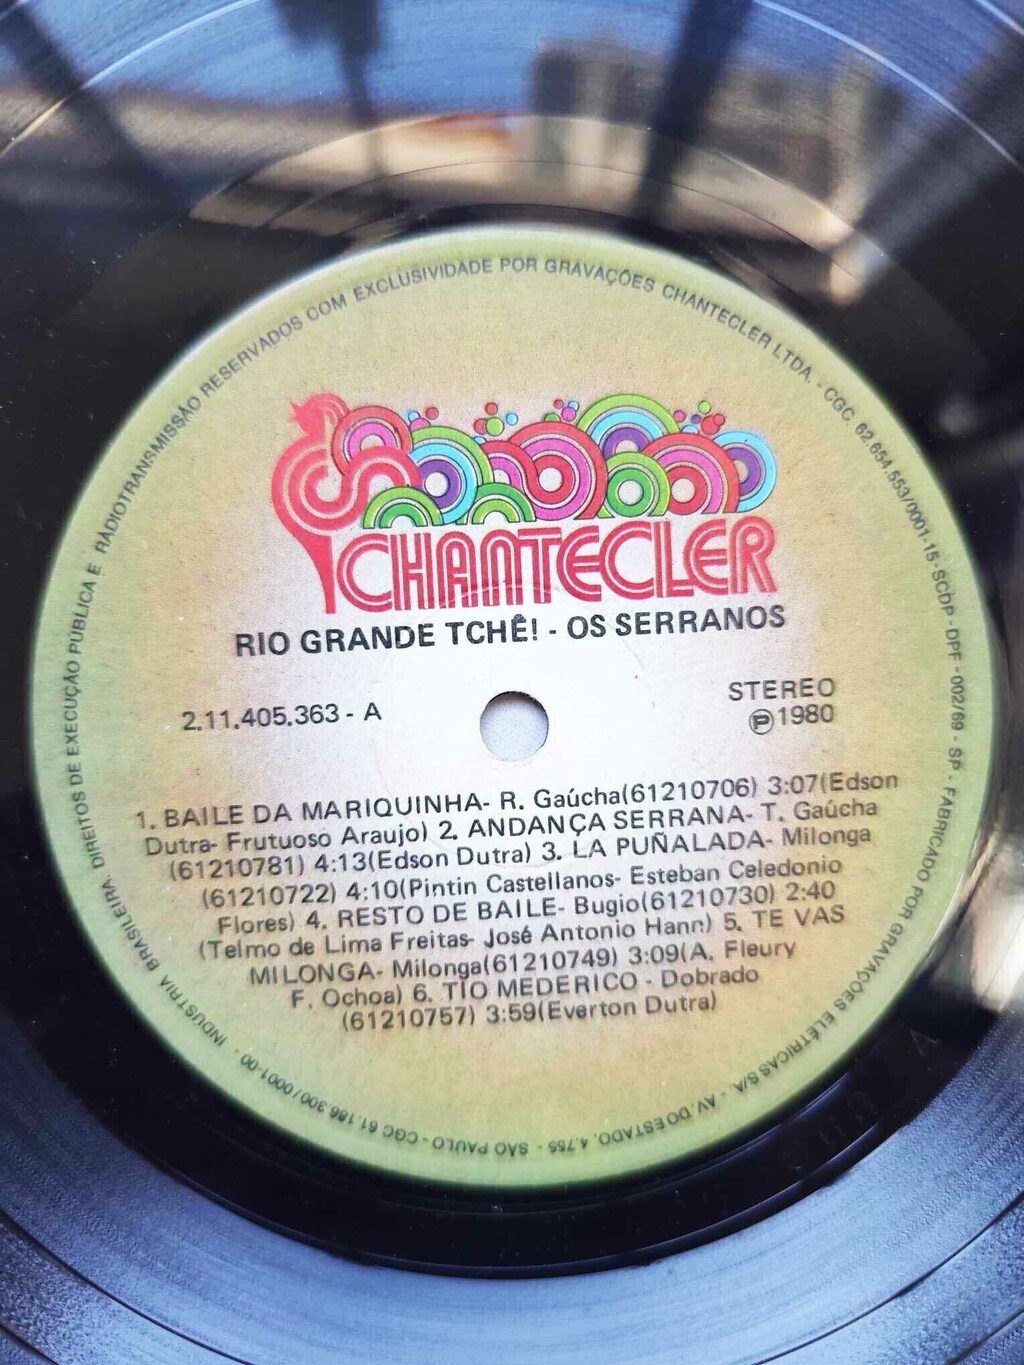 DIREITOS DE EXECUÇÃO PÚBLICA E RADIOTRANSMISSÃO RESERVADOS COM EXCLUSIVIDADE POR GRAVAÇÕES CHANTECLER LTDA. - CGC 62.654.553/0001-15-SCDP - DPF - 002/69 - SP - FABRICADO POR GRAVAÇÕES ELÉTRICAS S/A. - AV. DO ESTADO, 4.755 - SÃO PAULO - CGC 61.186.300/0001-00 - INDÚSTRIA BRASILEIRA.
CHANTECLER
RIO GRANDE TCHÊ! - OS SERRANOS
2.11.405.363 - A
STEREO
Ⓟ1980
1. BAILE DA MARIQUINHA- R. Gaúcha(61210706) 3:07(Edson
Dutra- Frutuoso Araujo) 2. ANDANÇA SERRANA- T. Gaúcha
(61210781) 4:13(Edson Dutra) 3. LA PUÑALADA- Milonga
(61210722) 4:10(Pintin Castellanos- Esteban Celedonio
Flores) 4. RESTO DE BAILE- Bugio(61210730) 2:40
(Telmo de Lima Freitas- José Antonio Hann) 5. TE VAS
MILONGA- Milonga(61210749) 3:09(A. Fleury
F. Ochoa) 6. TIO MEDERICO - Dobrado
(61210757) 3:59(Everton Dutra)